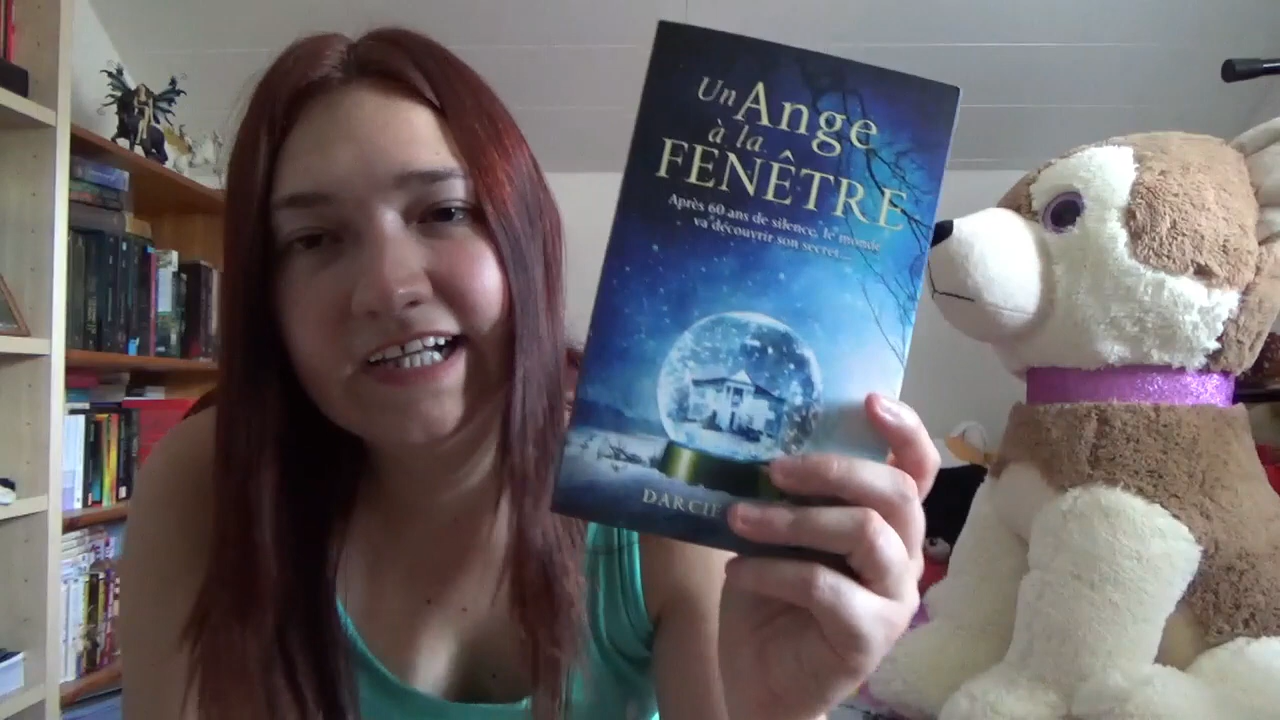 Un Ange
à la
FENÊTRE
Après 60 ans de silence, le monde
va découvrir son secret...
DARCIE